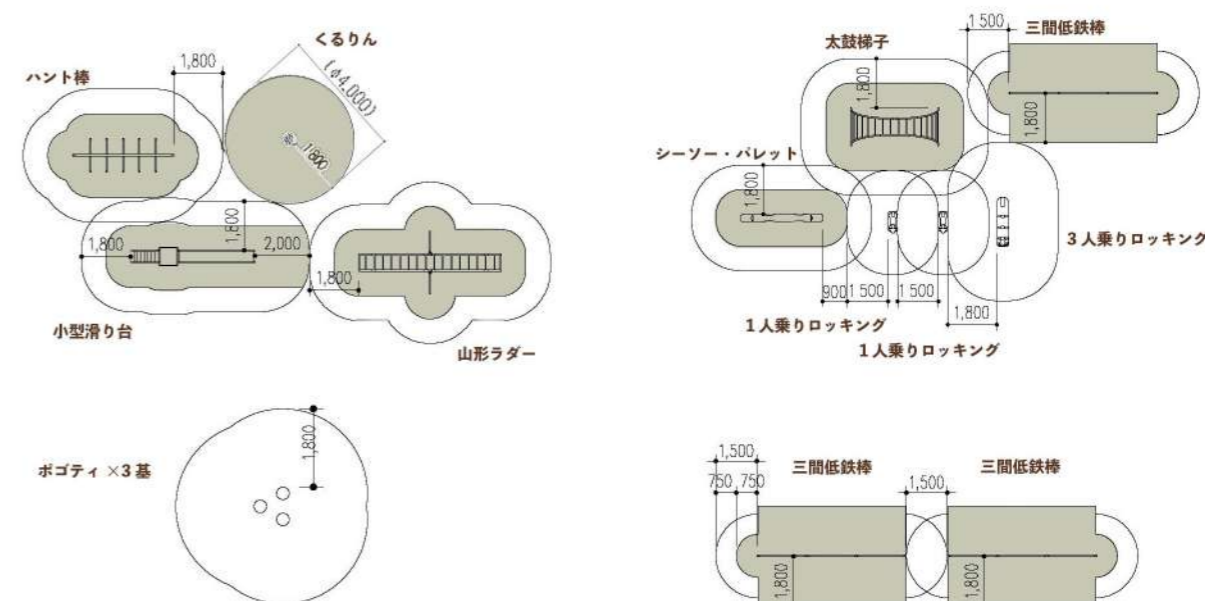 くるりん
1,800
ハント棒
(φ4,000)
1,800
1,800
1,800
2,000
1,800
小型滑り台
山形ラダー
1 500
三間低鉄棒
太鼓梯子
1,800
1,800
シーソー・パレット
1,800
3人乗りロッキング
900
1 500
1 500
1,800
1人乗りロッキング
1人乗りロッキング
ポゴティ ×3基
1,800
1,500
三間低鉄棒
三間低鉄棒
750
750
1,500
1,800
1,800